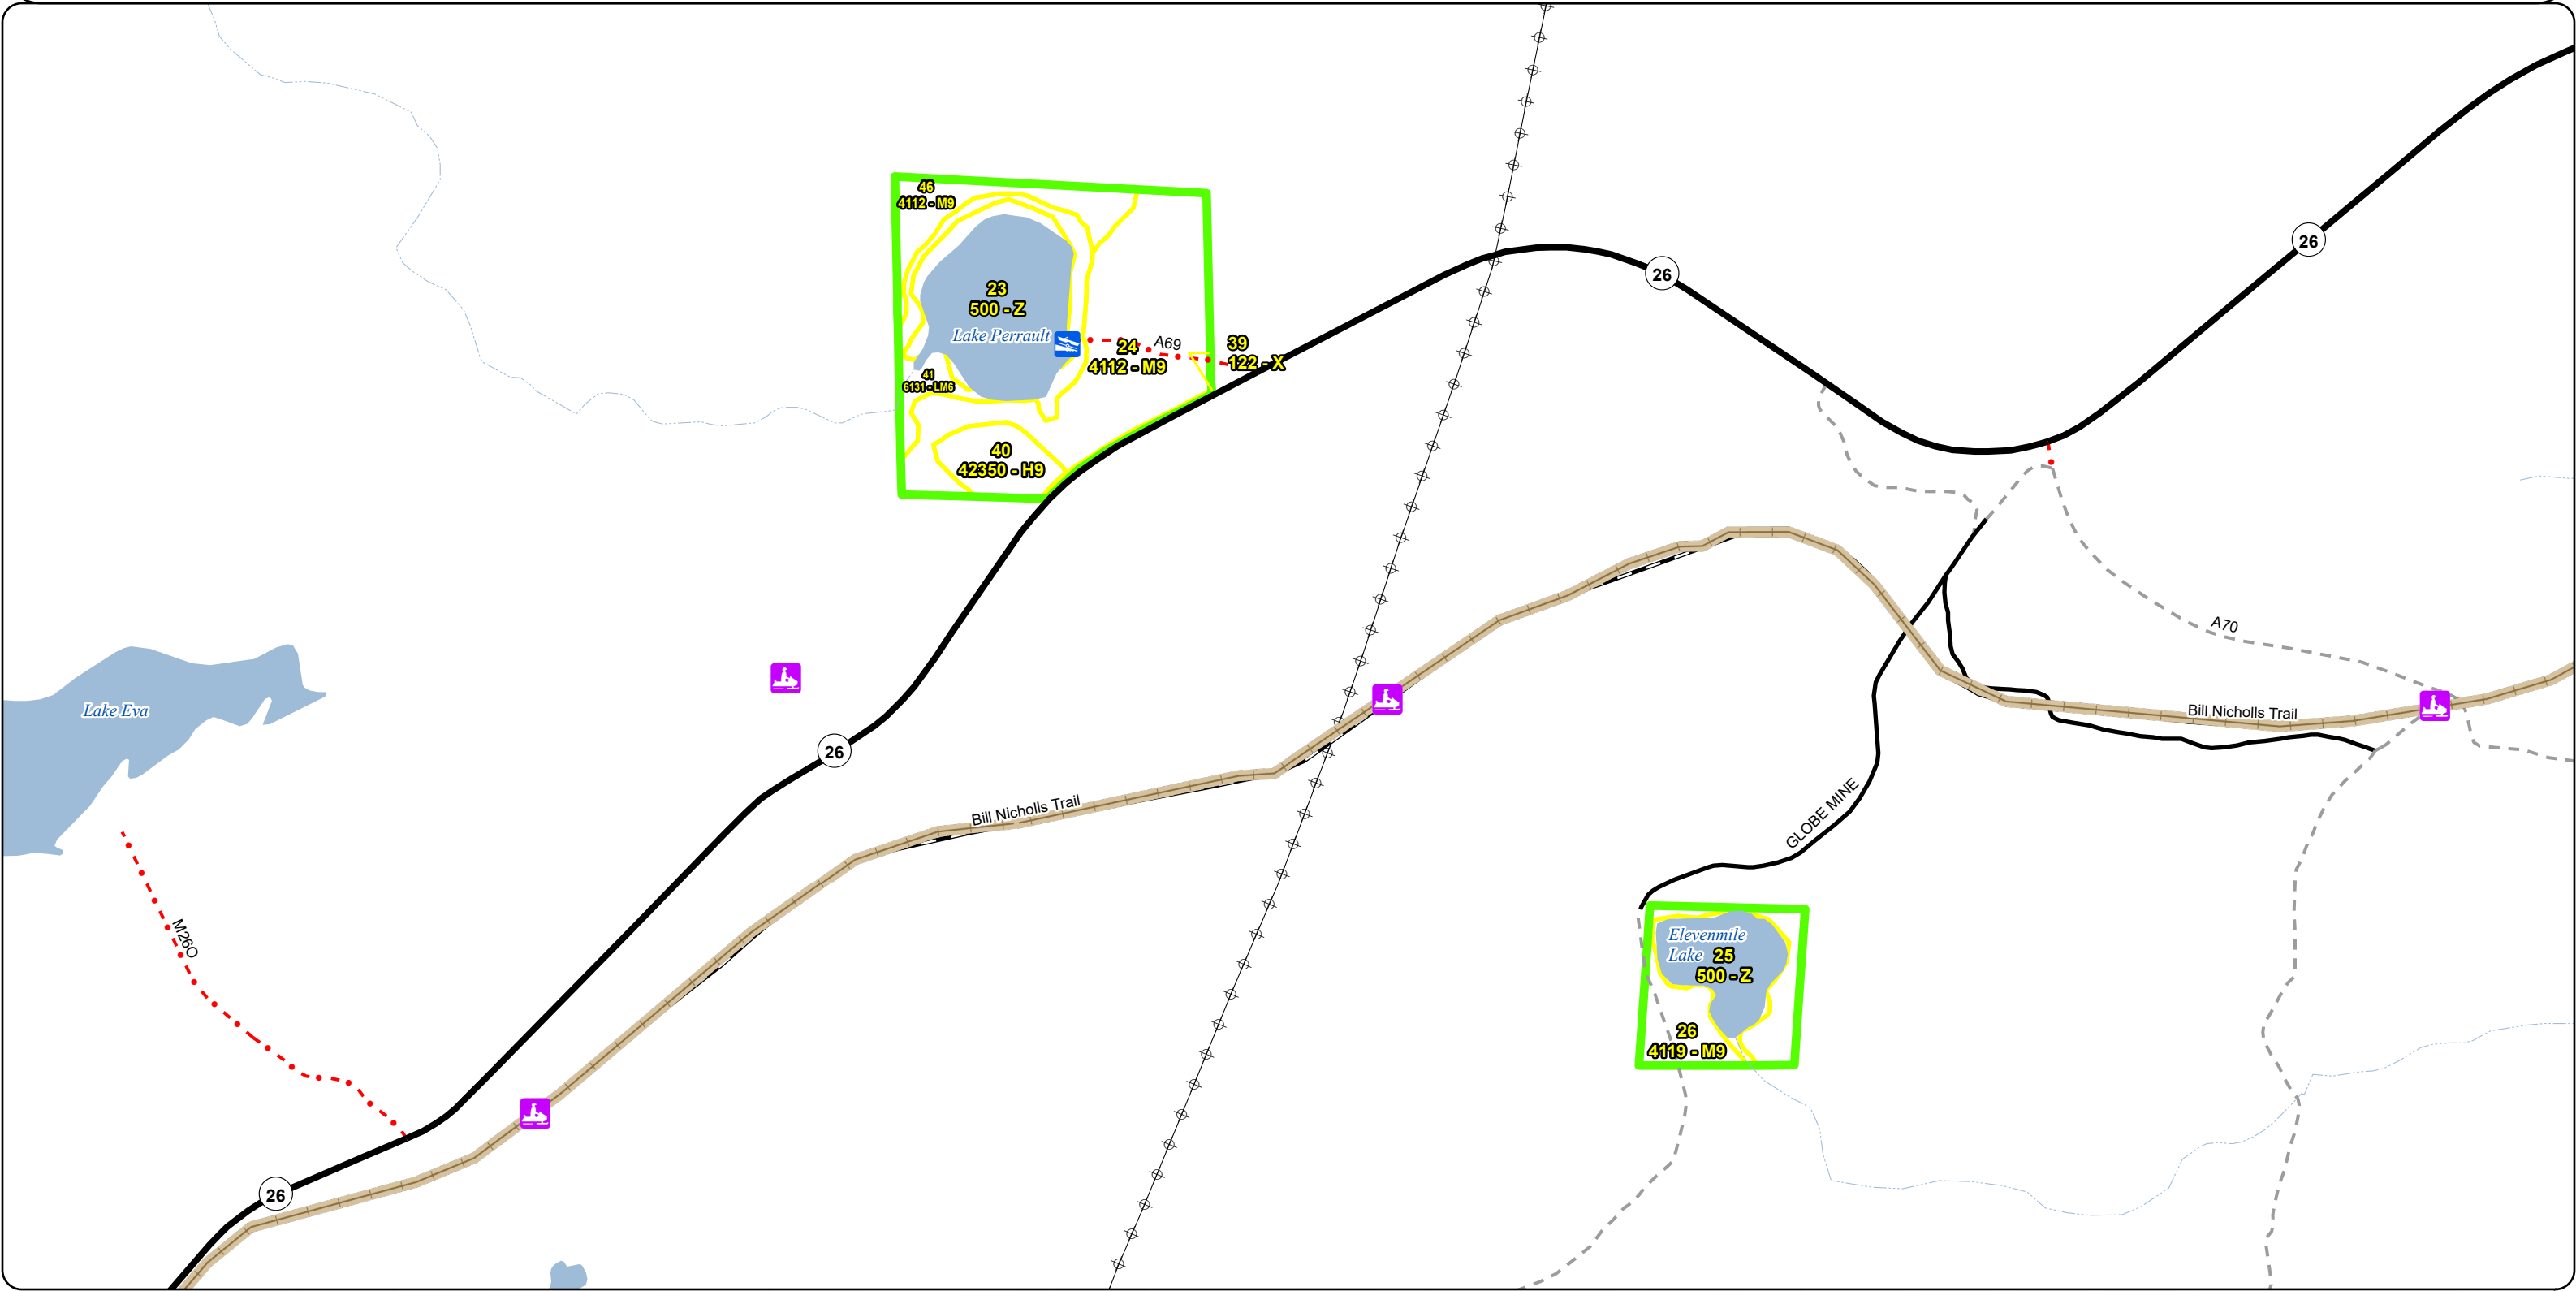 46
4112 - M9
26
26
23
500 - Z
Lake Perrault
A69
24
4112 - M9
39
122 - X
41
6131 - LM6
40
42350 - H9
A70
Lake Eva
Bill Nicholls Trail
26
Bill Nicholls Trail
GLOBE MINE
M26O
Elevenmile
Lake
25
500 - Z
26
4119 - M9
26